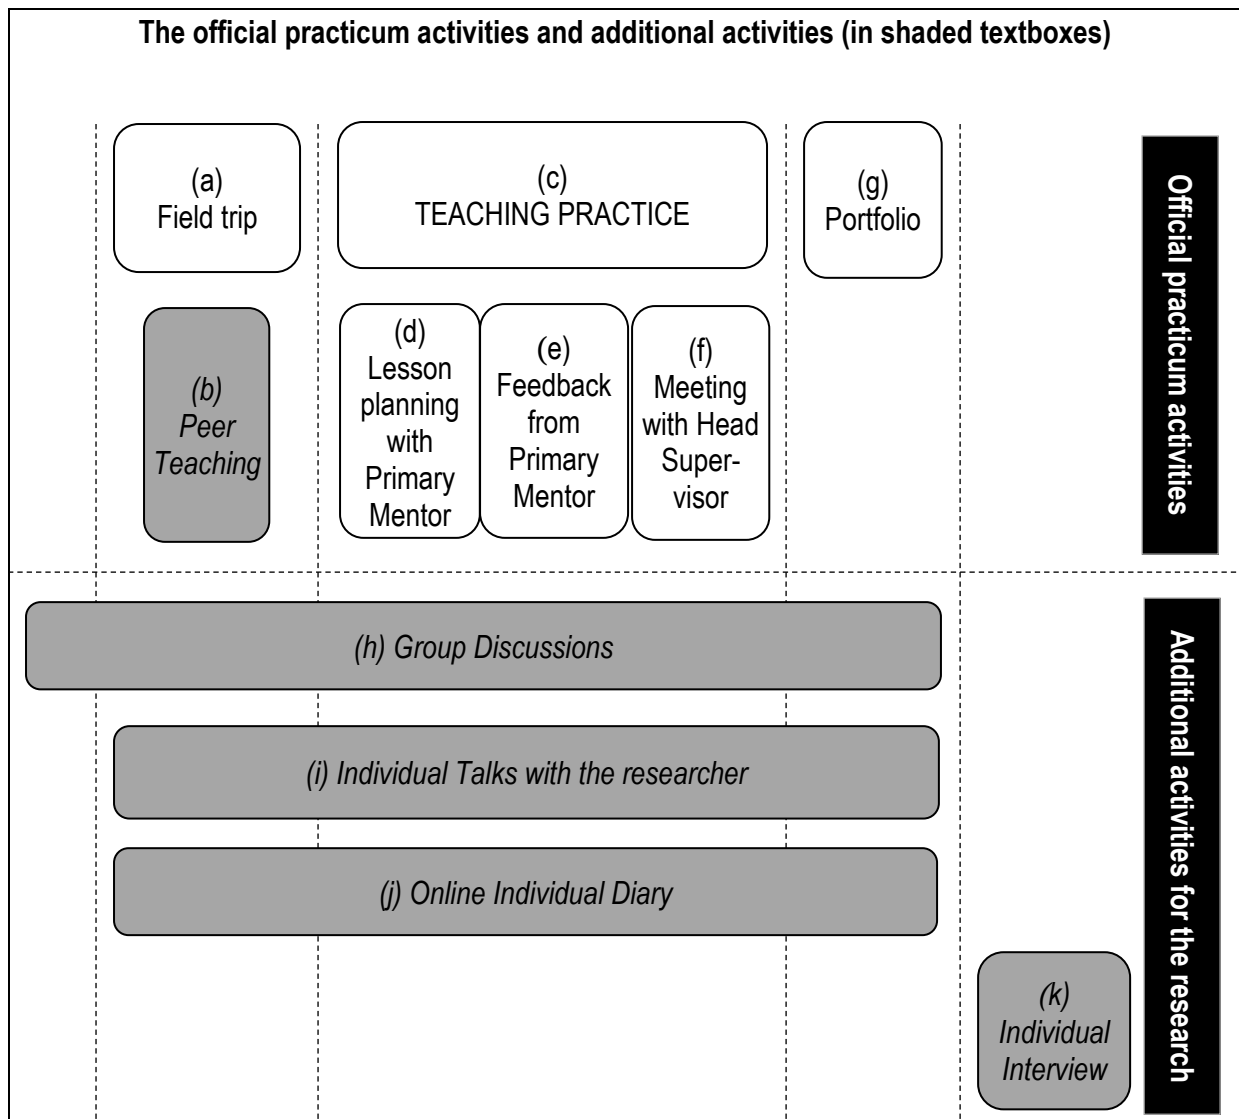 The official practicum activities and additional activities (in shaded textboxes)
(a)
Field trip
(c)
TEACHING PRACTICE
(g)
Portfolio
Official practicum activities
(b)
Peer
Teaching
(d)
Lesson
planning
with
Primary
Mentor
(e)
Feedback
from
Primary
Mentor
(f)
Meeting
with Head
Super-
visor
(h) Group Discussions
(i) Individual Talks with the researcher
(j) Online Individual Diary
(k)
Individual
Interview
Additional activities for the research